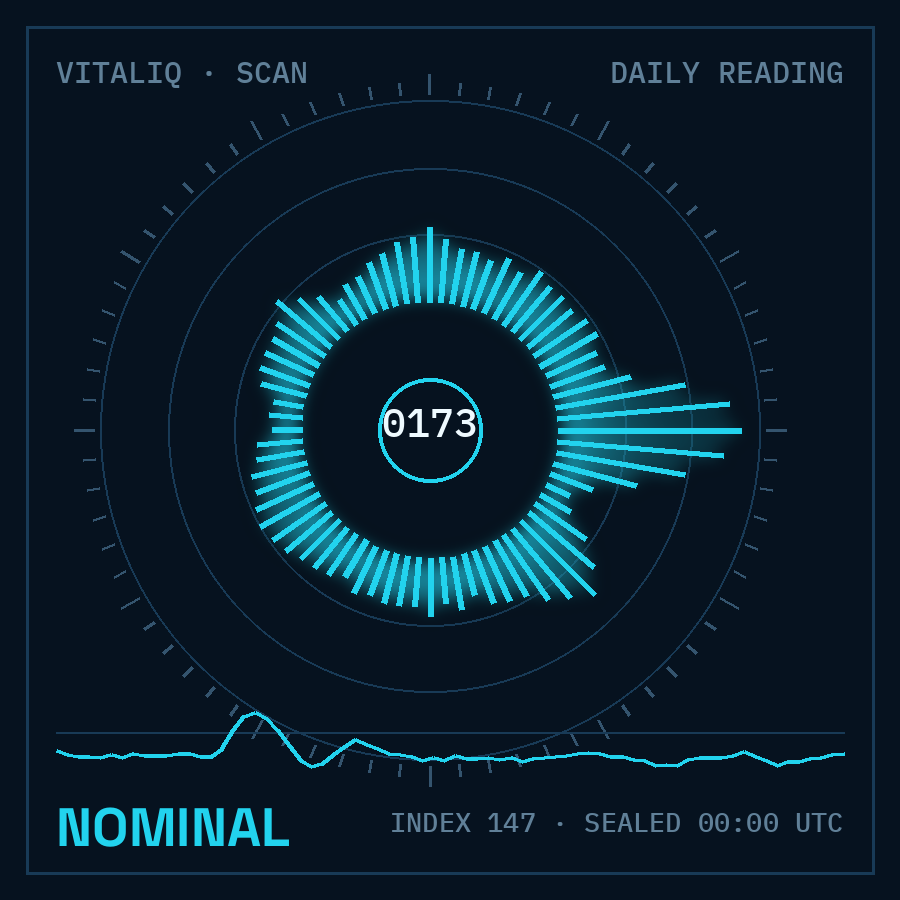 VITALIQ · SCAN
DAILY READING
0173
NOMINAL
INDEX 147 · SEALED 00:00 UTC